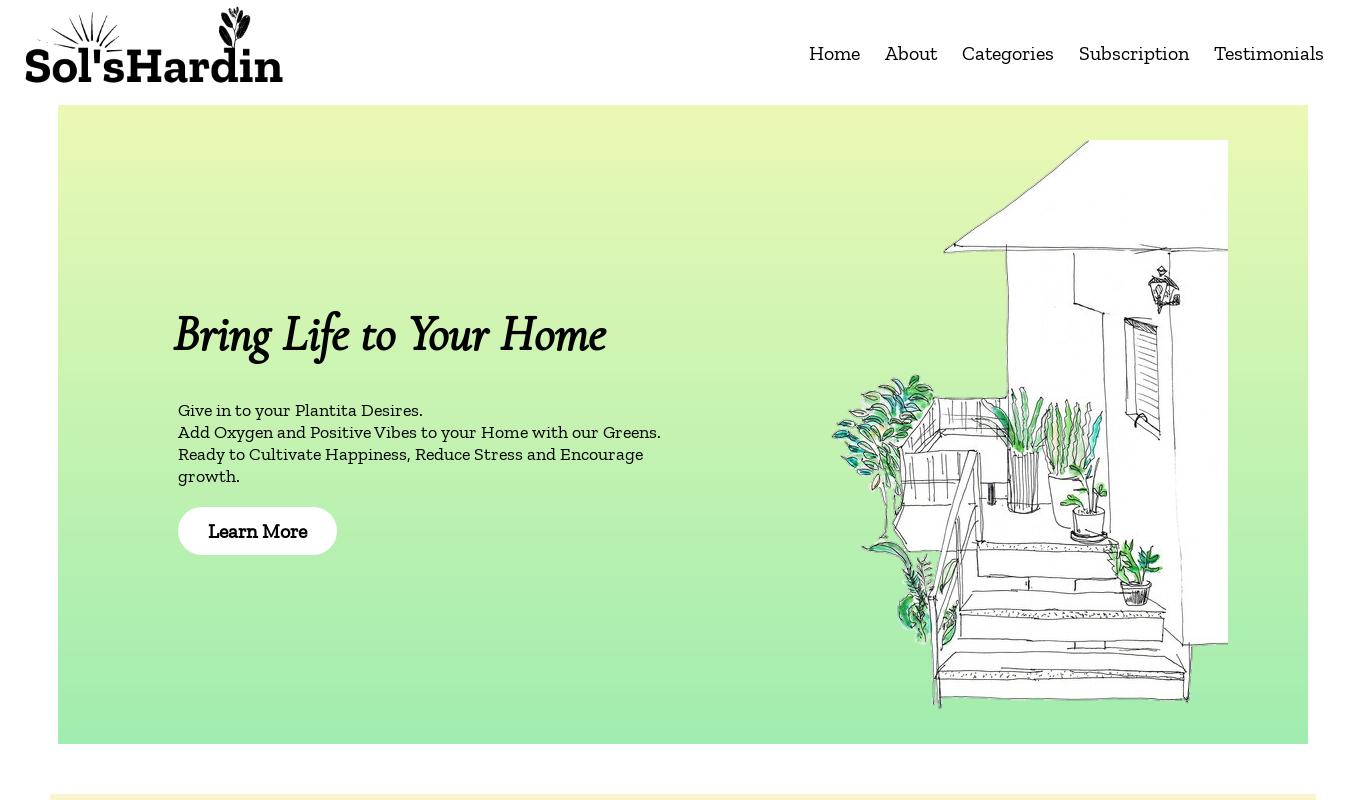 Sol'sHardin
Home About Categories Subscription Testimonials
Bring Life to Your Home
Give in to your Plantita Desires.
Add Oxygen and Positive Vibes to your Home with our Greens.
Ready to Cultivate Happiness, Reduce Stress and Encourage
growth.
Learn More